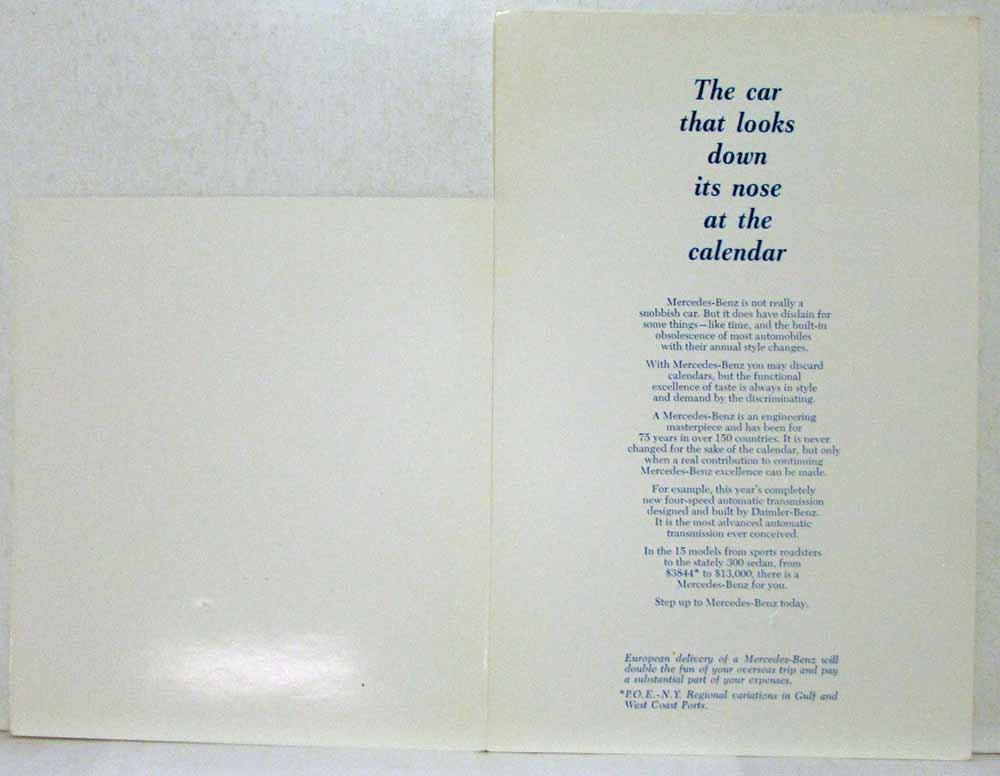 The car
that looks
down
its nose
at the
calendar
Mercedes-Benz is not really a
snobbish car. But it does have disdain for
some things—like time, and the built-in
obsolescence of most automobiles
with their annual style changes.
With Mercedes-Benz you may discard
calendars, but the functional
excellence of taste is always in style
and demand by the discriminating.
A Mercedes-Benz is an engineering
masterpiece and has been for
75 years in over 150 countries. It is never
changed for the sake of the calendar, but only
when a real contribution to continuing
Mercedes-Benz excellence can be made.
For example, this year's completely
new four-speed automatic transmission
designed and built by Daimler-Benz.
It is the most advanced automatic
transmission ever conceived.
In the 15 models from sports roadsters
to the stately 300 sedan, from
$3844* to $13,000, there is a
Mercedes-Benz for you.
Step up to Mercedes-Benz today.
European delivery of a Mercedes-Benz will
double the fun of your overseas trip and pay
a substantial part of your expenses.
*P.O.E.-N.Y. Regional variations in Gulf and
West Coast Ports.